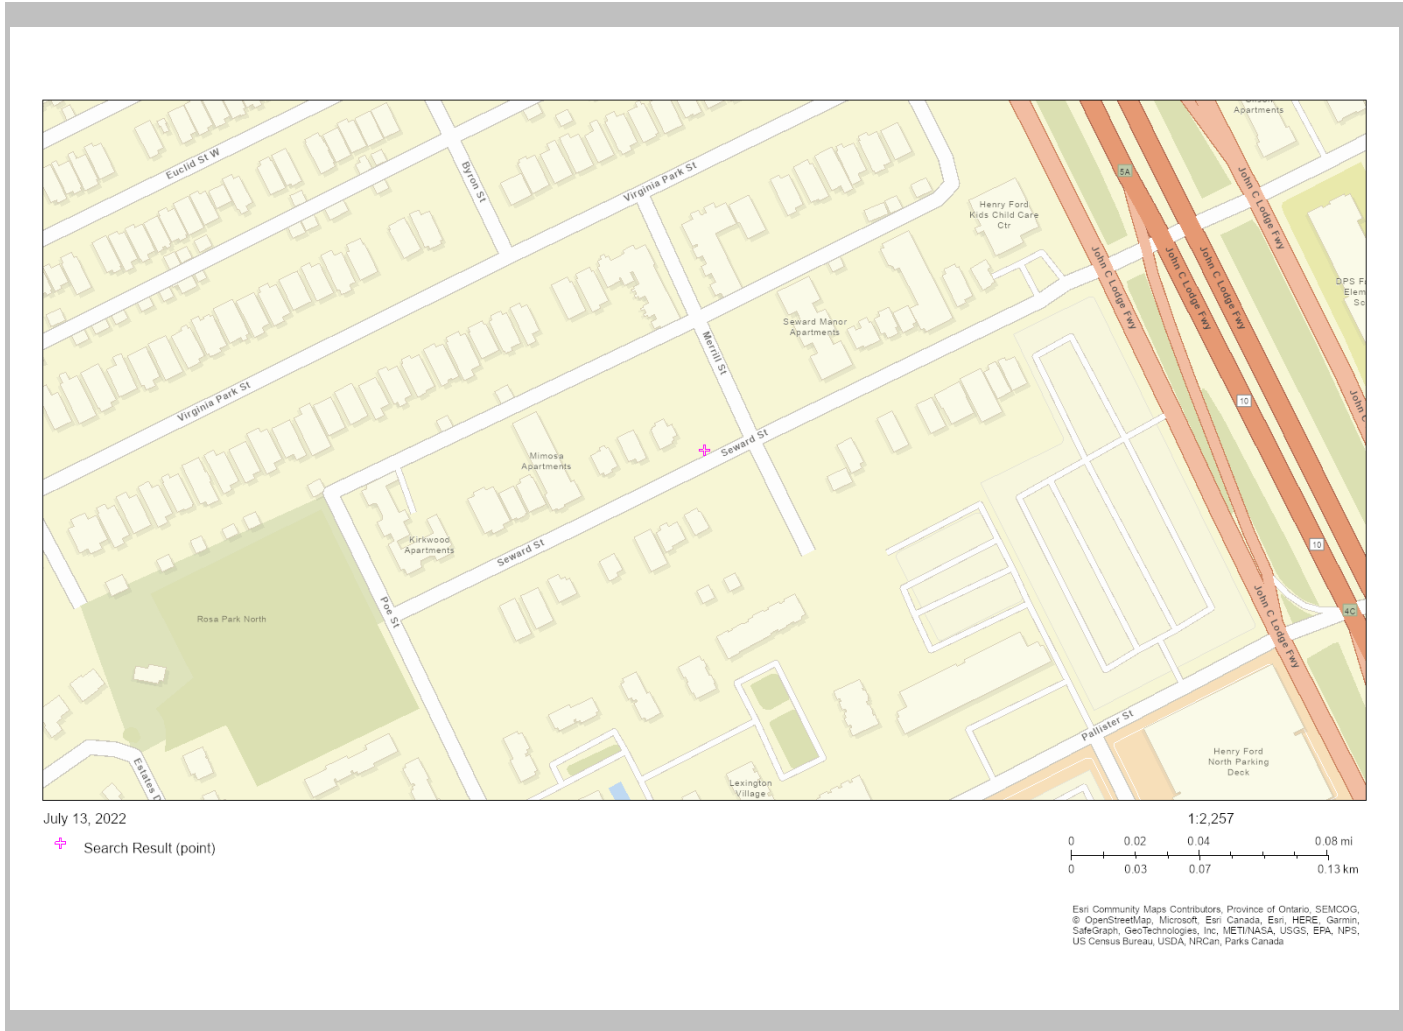 Apartments
Euclid St W
Byron St
Virginia Park St
5A
John C Lodge Fwy
Henry Ford
Kids Child Care
Ctr
John C Lodge Fwy
John C Lodge Fwy
John C Lodge Fwy
DPS F
Elem
Sc
Seward Manor
Apartments
Merrill St
Virginia Park St
10
John C
Seward St
Mimosa
Apartments
Kirkwood
Apartments
Seward St
10
Poe St
Rosa Park North
4C
John C Lodge Fwy
Pallister St
Henry Ford
North Parking
Deck
Estates D
Lexington
Village
July 13, 2022
Search Result (point)
1:2,257
0 0.02 0.04 0.08 mi
0 0.03 0.07 0.13 km
Esri Community Maps Contributors, Province of Ontario, SEMCOG,
© OpenStreetMap, Microsoft, Esri Canada, Esri, HERE, Garmin,
SafeGraph, GeoTechnologies, Inc, METI/NASA, USGS, EPA, NPS,
US Census Bureau, USDA, NRCan, Parks Canada